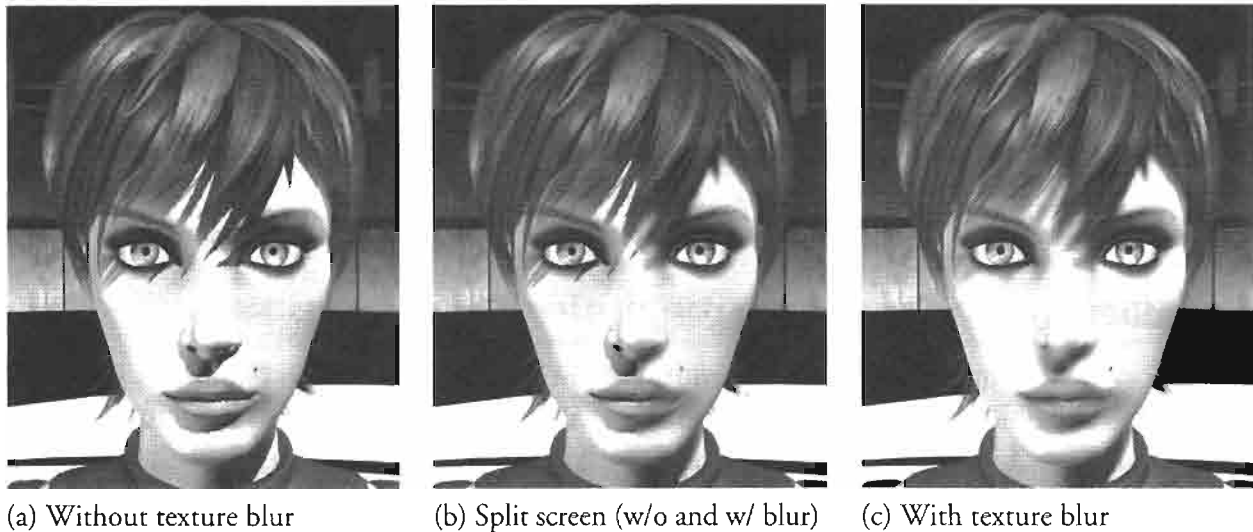 (a) Without texture blur
(b) Split screen (w/o and w/ blur)
(c) With texture blur